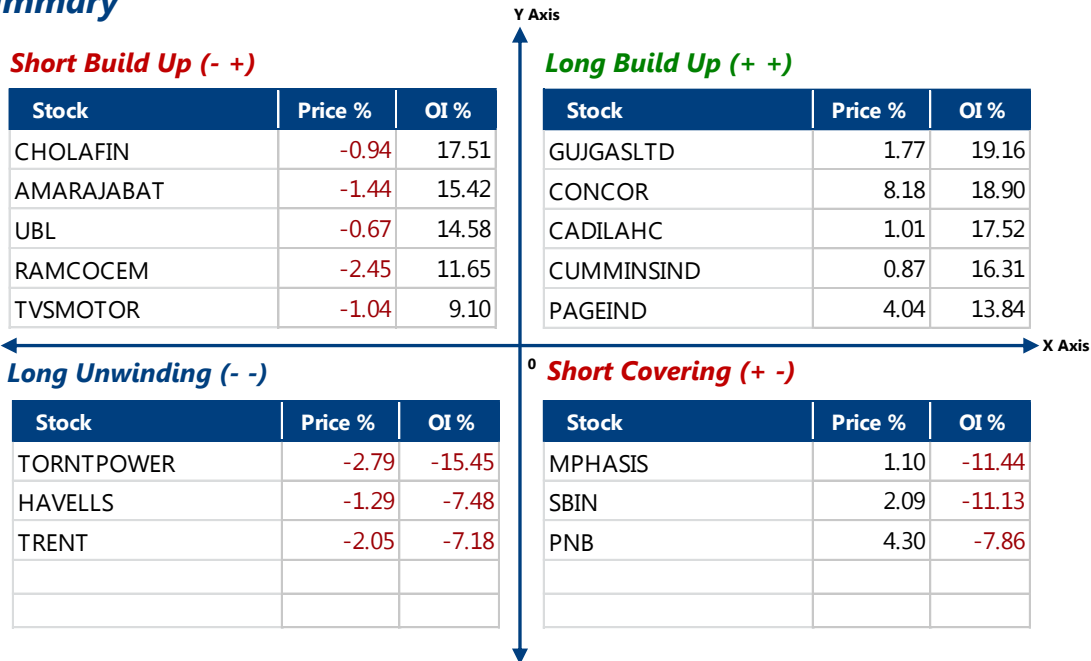 Y Axis
Short Build Up (- +)
Stock Price % OI %
CHOLAFIN -0.94 17.51
AMARAJABAT -1.44 15.42
UBL -0.67 14.58
RAMCOCEM -2.45 11.65
TVSMOTOR -1.04 9.10
Long Build Up (+ +)
Stock Price % OI %
GUJGASLTD 1.77 19.16
CONCOR 8.18 18.90
CADILAHC 1.01 17.52
CUMMINSIND 0.87 16.31
PAGEIND 4.04 13.84
X Axis
0
Long Unwinding (- -)
Stock Price % OI %
TORNTPOWER -2.79 -15.45
HAVELLS -1.29 -7.48
TRENT -2.05 -7.18
Short Covering (+ -)
Stock Price % OI %
MPHASIS 1.10 -11.44
SBIN 2.09 -11.13
PNB 4.30 -7.86